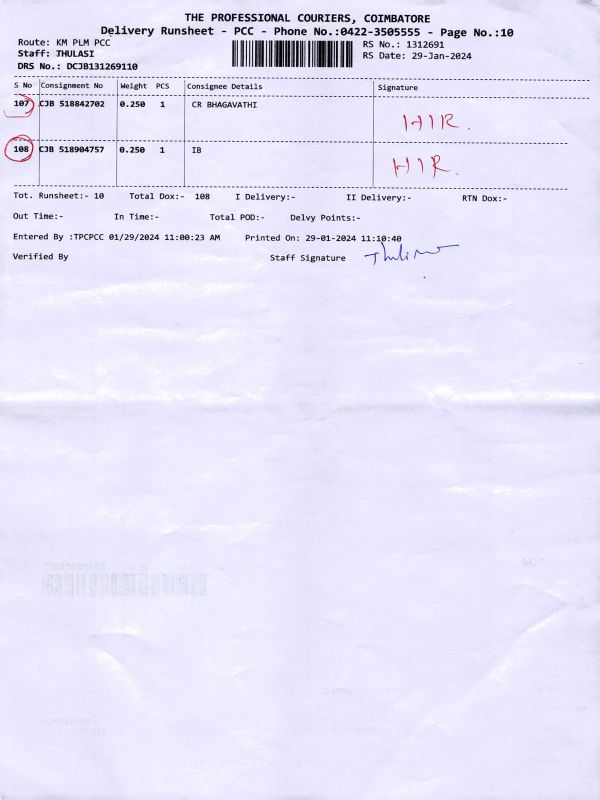 THE PROFESSIONAL COURIERS, COIMBATORE
Delivery Runsheet - PCC - Phone No.:0422-3505555 - Page No.:10
Route: KM PLM PCC
Staff: THULASI
DRS No.: DCJB131269110
RS No.: 1312691
RS Date: 29-Jan-2024
S No Consignment No Weight PCS Consignee Details Signature
107 CJB 518842702 0.250 1 CR BHAGAVATHI HIR.
108 CJB 518904757 0.250 1 IB HIR.
Tot. Runsheet:- 10 Total Dox:- 108 I Delivery:- II Delivery:- RTN Dox:-
Out Time:- In Time:- Total POD:- Delvy Points:-
Entered By :TPCPCC 01/29/2024 11:00:23 AM Printed On: 29-01-2024 11:10:40
Verified By Staff Signature